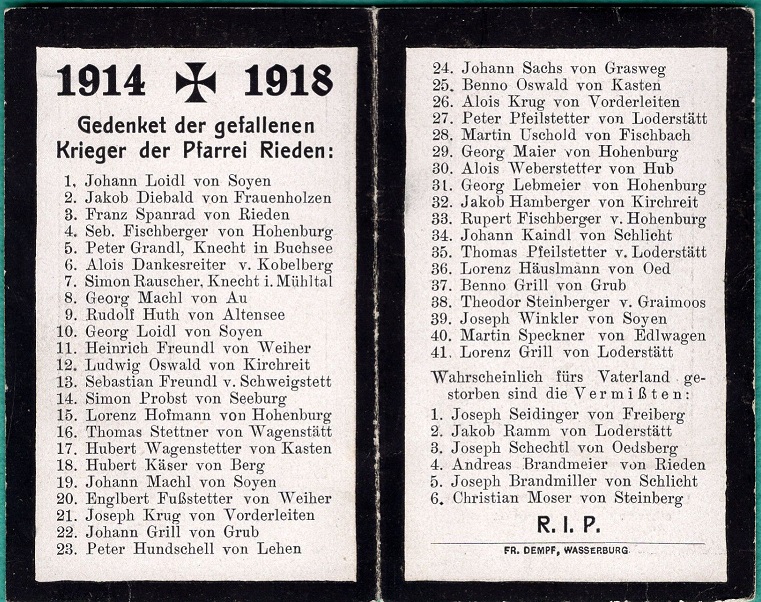 1914 1918
Gedenket der gefallenen
Krieger der Pfarrei Rieden:
1. Johann Loidl von Soyen
2. Jakob Diebald von Frauenholzen
3. Franz Spanrad von Rieden
4. Seb. Fischberger von Hohenburg
5. Peter Grandl, Knecht in Buchsee
6. Alois Dankesreiter v. Kobelberg
7. Simon Rauscher, Knecht i. Mühltal
8. Georg Machl von Au
9. Rudolf Huth von Altensee
10. Georg Loidl von Soyen
11. Heinrich Freundl von Weiher
12. Ludwig Oswald von Kirchreit
13. Sebastian Freundl v. Schweigstett
14. Simon Probst von Seeburg
15. Lorenz Hofmann von Hohenburg
16. Thomas Stettner von Wagenstätt
17. Hubert Wagenstetter von Kasten
18. Hubert Käser von Berg
19. Johann Machl von Soyen
20. Englbert Fußstetter von Weiher
21. Joseph Krug von Vorderleiten
22. Johann Grill von Grub
23. Peter Hundschell von Lehen
24. Johann Sachs von Grasweg
25. Benno Oswald von Kasten
26. Alois Krug von Vorderleiten
27. Peter Pfeilstetter von Loderstätt
28. Martin Uschold von Fischbach
29. Georg Maier von Hohenburg
30. Alois Weberstetter von Hub
31. Georg Lebmeier von Hohenburg
32. Jakob Hamberger von Kirchreit
33. Rupert Fischberger v. Hohenburg
34. Johann Kaindl von Schlicht
35. Thomas Pfeilstetter v. Loderstätt
36. Lorenz Häuslmann von Oed
37. Benno Grill von Grub
38. Theodor Steinberger v. Graimoos
39. Joseph Winkler von Soyen
40. Martin Speckner von Edlwagen
41. Lorenz Grill von Loderstätt
Wahrscheinlich fürs Vaterland ge-
storben sind die Vermißten:
1. Joseph Seidinger von Freiberg
2. Jakob Ramm von Loderstätt
3. Joseph Schechtl von Oedsberg
4. Andreas Brandmeier von Rieden
5. Joseph Brandmiller von Schlicht
6. Christian Moser von Steinberg
R. I. P.
FR. DEMPF, WASSERBURG.